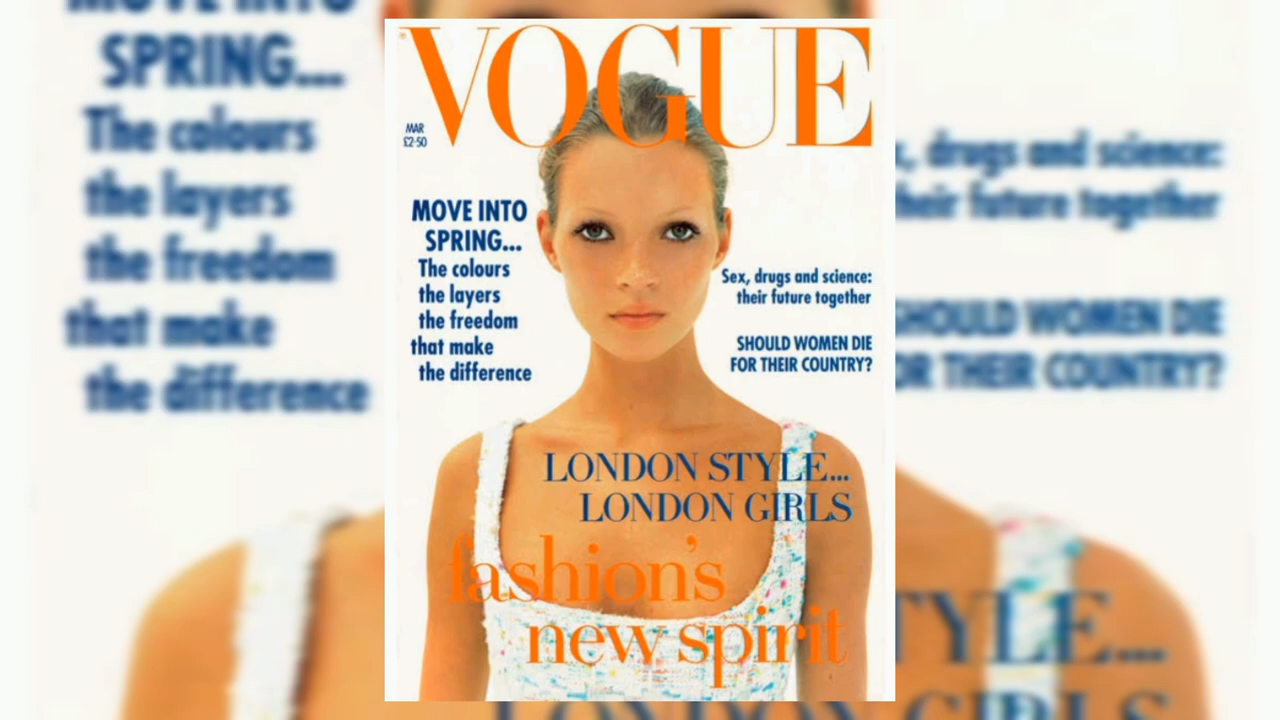 VOGUE
MAR
£2·50
MOVE INTO
SPRING...
The colours
the layers
the freedom
that make
the difference
Sex, drugs and science:
their future together
SHOULD WOMEN DIE
FOR THEIR COUNTRY?
LONDON STYLE...
LONDON GIRLS
fashion's
new spirit